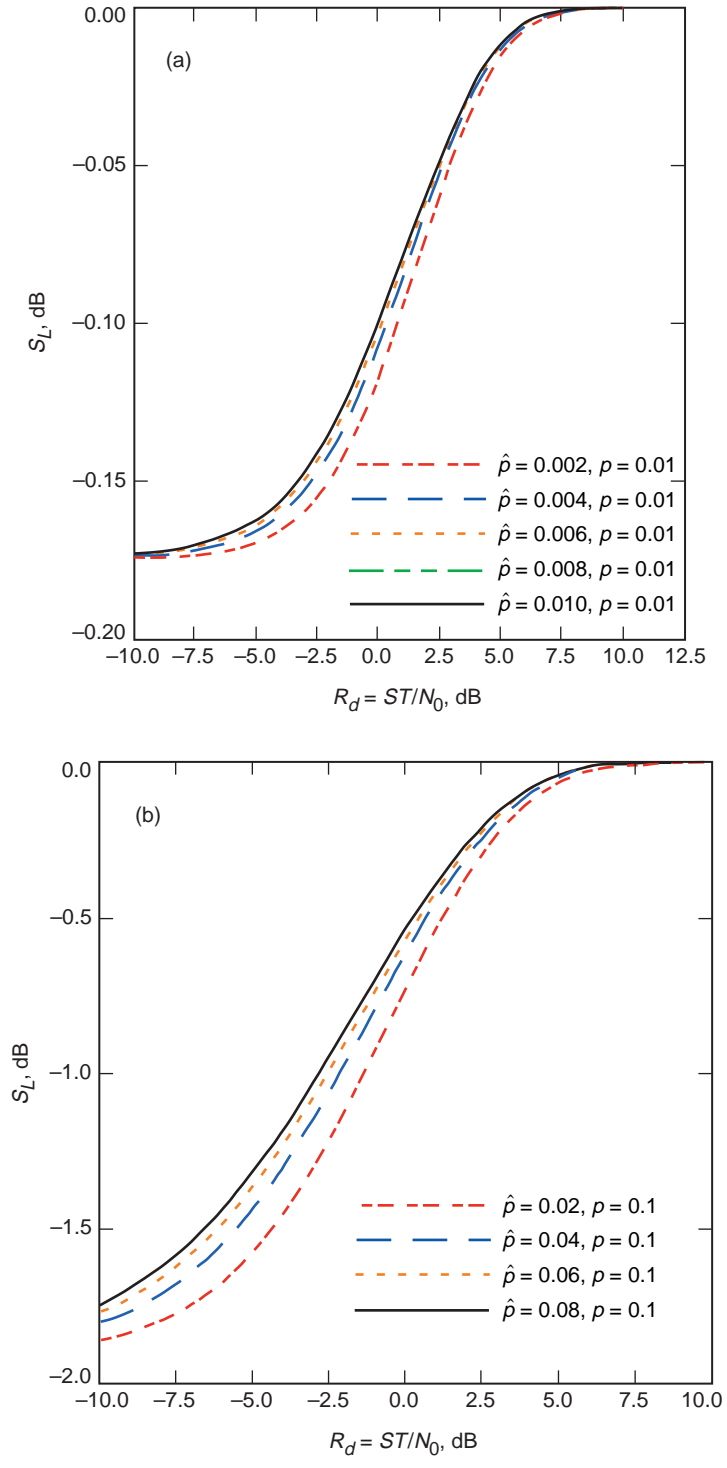 0.00
(a)
–0.05
–0.10
–0.15
–0.20
S_L, dB
p̂ = 0.002, p = 0.01
p̂ = 0.004, p = 0.01
p̂ = 0.006, p = 0.01
p̂ = 0.008, p = 0.01
p̂ = 0.010, p = 0.01
–10.0 –7.5 –5.0 –2.5 0.0 2.5 5.0 7.5 10.0 12.5
R_d = ST/N_0, dB
0.0
(b)
–0.5
–1.0
–1.5
–2.0
S_L, dB
p̂ = 0.02, p = 0.1
p̂ = 0.04, p = 0.1
p̂ = 0.06, p = 0.1
p̂ = 0.08, p = 0.1
–10.0 –7.5 –5.0 –2.5 0.0 2.5 5.0 7.5 10.0
R_d = ST/N_0, dB